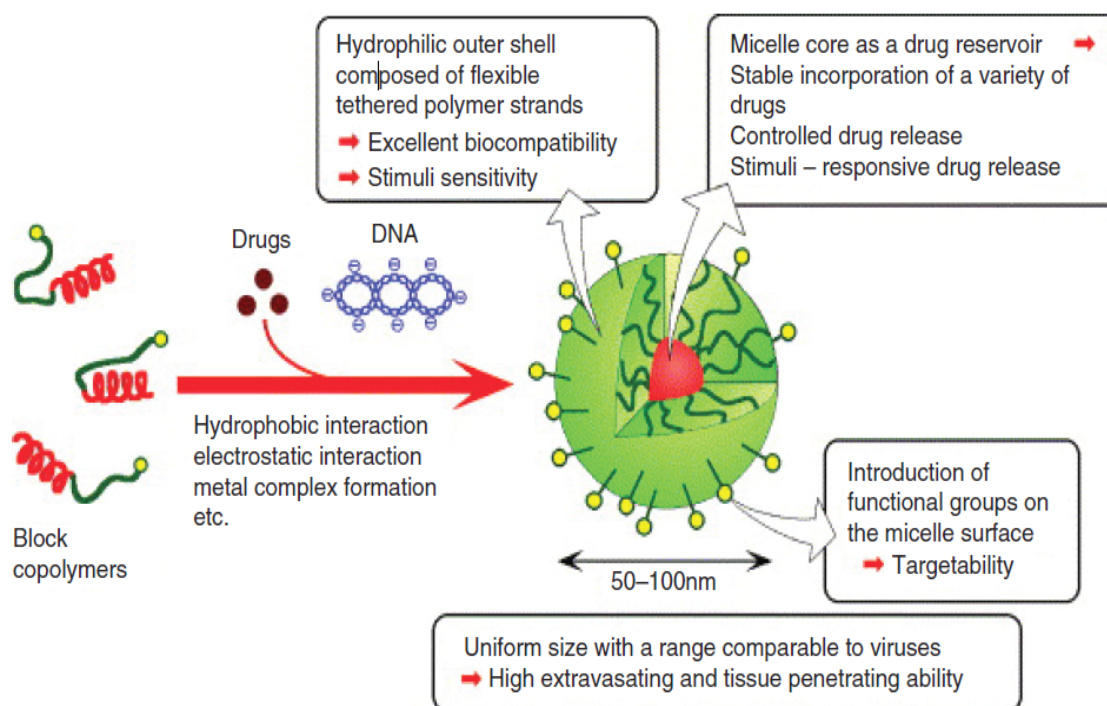 Hydrophilic outer shell
composed of flexible
tethered polymer strands
➡ Excellent biocompatibility
➡ Stimuli sensitivity
Micelle core as a drug reservoir ➡
Stable incorporation of a variety of
drugs
Controlled drug release
Stimuli – responsive drug release
Drugs
DNA
Hydrophobic interaction
electrostatic interaction
metal complex formation
etc.
Block
copolymers
Introduction of
functional groups on
the micelle surface
➡ Targetability
50–100nm
Uniform size with a range comparable to viruses
➡ High extravasating and tissue penetrating ability